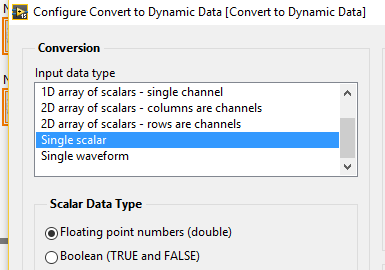 Configure Convert to Dynamic Data [Convert to Dynamic Data]
Conversion
Input data type
1D array of scalars - single channel
2D array of scalars - columns are channels
2D array of scalars - rows are channels
Single scalar
Single waveform
Scalar Data Type
Floating point numbers (double)
Boolean (TRUE and FALSE)